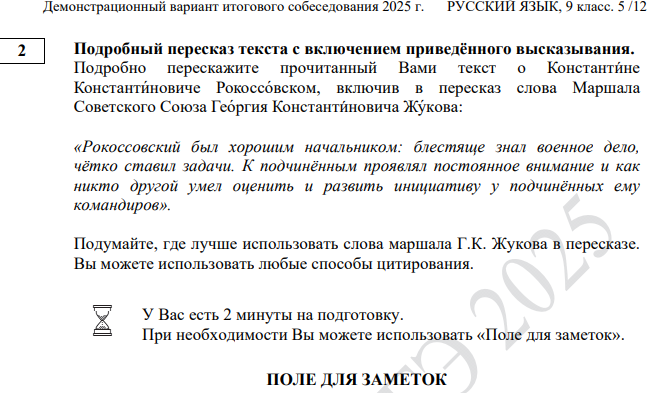 Демонстрационный вариант итогового собеседования 2025 г. РУССКИЙ ЯЗЫК, 9 класс. 5 /12
2
Подробный пересказ текста с включением приведённого высказывания.
Подробно перескажите прочитанный Вами текст о Константи́не
Константи́новиче Рокоссо́вском, включив в пересказ слова Маршала
Советского Союза Гео́ргия Константи́новича Жу́кова:
«Рокоссовский был хорошим начальником: блестяще знал военное дело,
чётко ставил задачи. К подчинённым проявлял постоянное внимание и как
никто другой умел оценить и развить инициативу у подчинённых ему
командиров».
Подумайте, где лучше использовать слова маршала Г.К. Жукова в пересказе.
Вы можете использовать любые способы цитирования.
У Вас есть 2 минуты на подготовку.
При необходимости Вы можете использовать «Поле для заметок».
ПОЛЕ ДЛЯ ЗАМЕТОК
2025